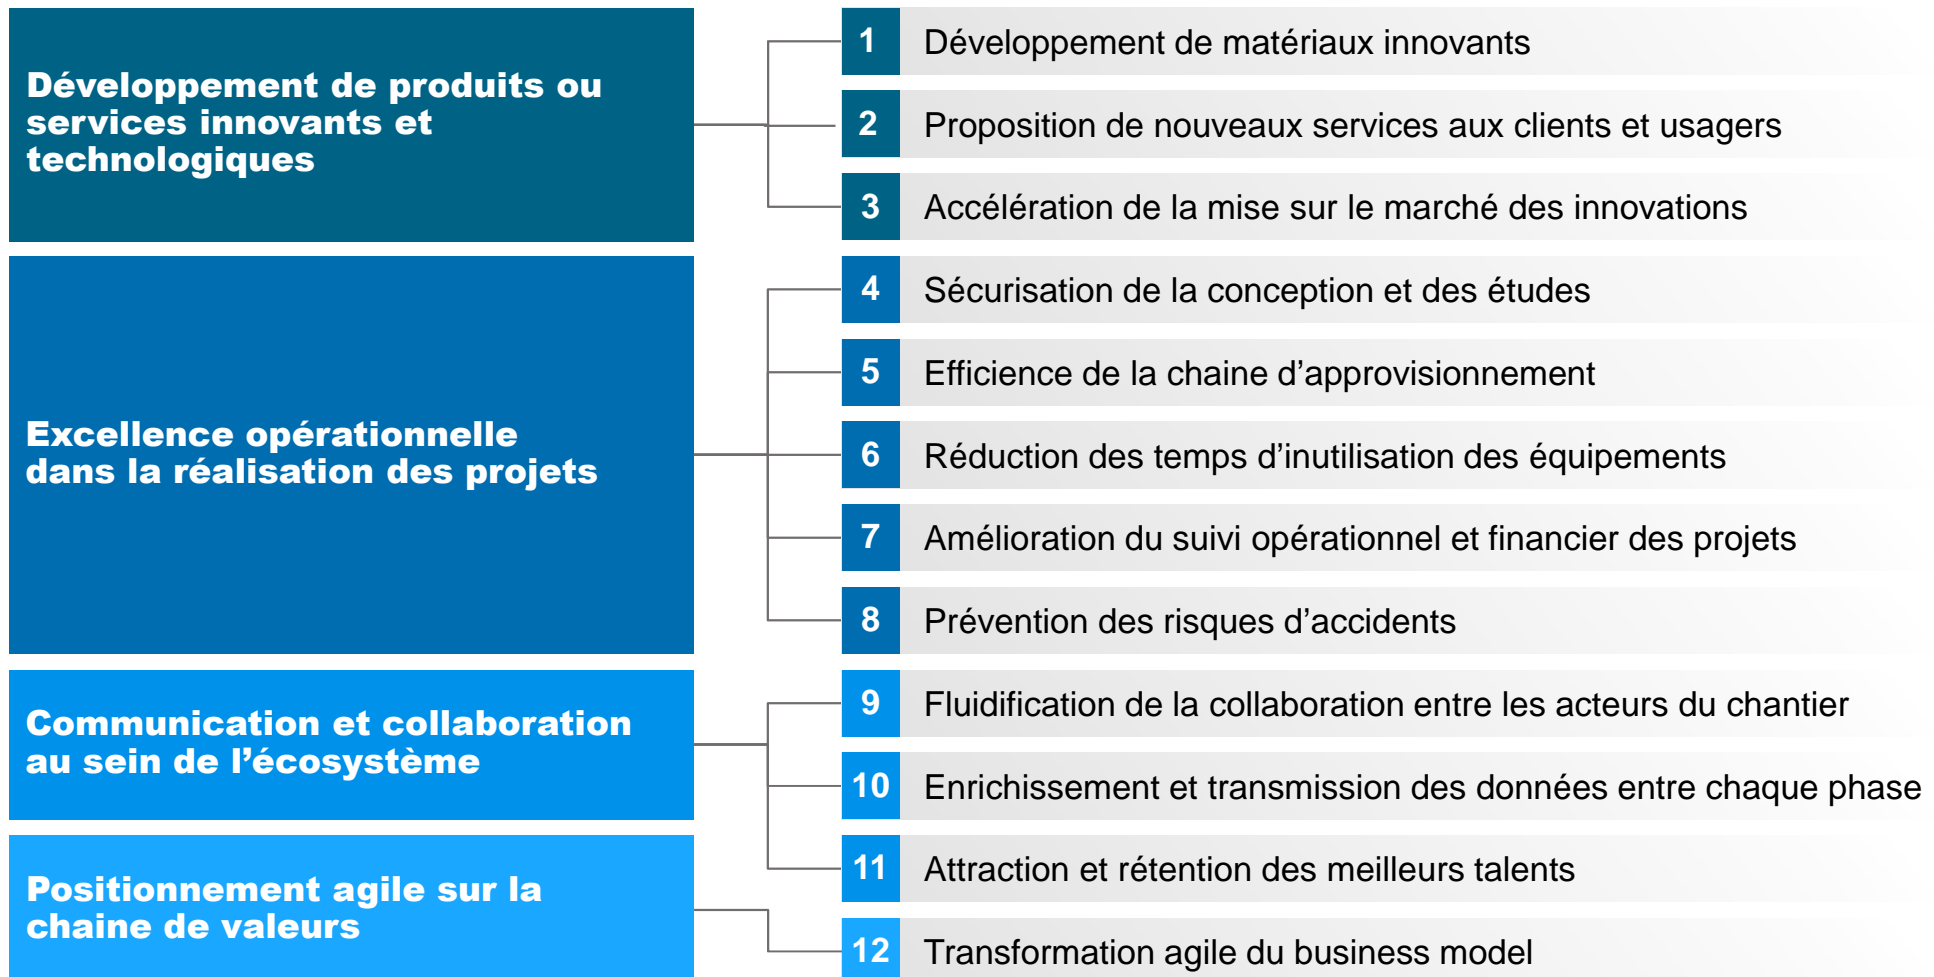 Développement de produits ou
services innovants et
technologiques
1 Développement de matériaux innovants
2 Proposition de nouveaux services aux clients et usagers
3 Accélération de la mise sur le marché des innovations
Excellence opérationnelle
dans la réalisation des projets
4 Sécurisation de la conception et des études
5 Efficience de la chaine d’approvisionnement
6 Réduction des temps d’inutilisation des équipements
7 Amélioration du suivi opérationnel et financier des projets
8 Prévention des risques d’accidents
Communication et collaboration
au sein de l’écosystème
9 Fluidification de la collaboration entre les acteurs du chantier
10 Enrichissement et transmission des données entre chaque phase
11 Attraction et rétention des meilleurs talents
Positionnement agile sur la
chaine de valeurs
12 Transformation agile du business model